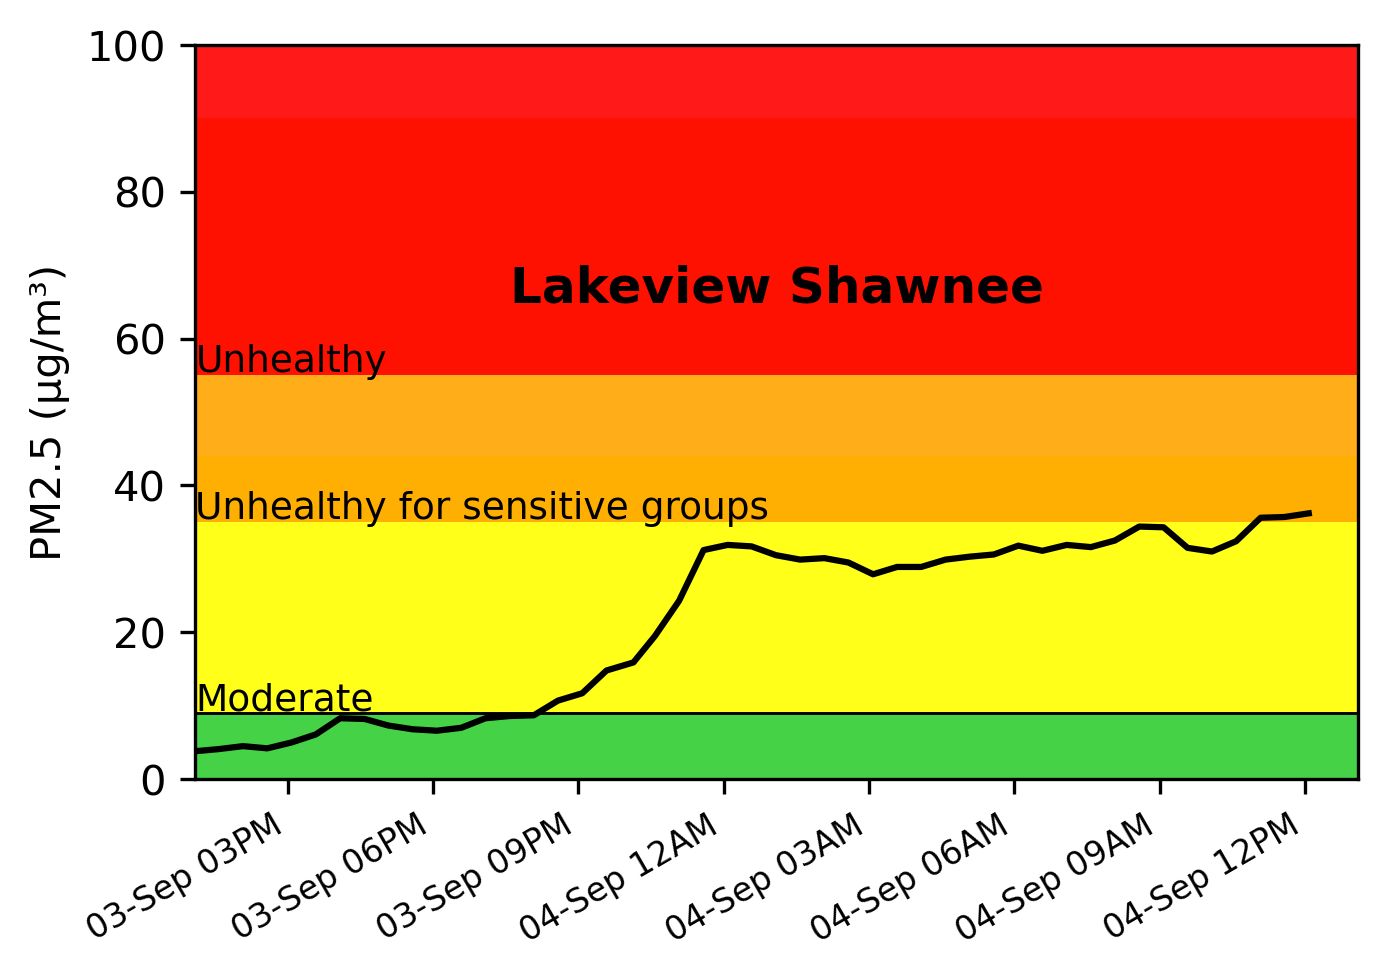 100
80
60
40
20
0
PM2.5 (µg/m³)
Lakeview Shawnee
Unhealthy
Unhealthy for sensitive groups
Moderate
03-Sep 03PM
03-Sep 06PM
03-Sep 09PM
04-Sep 12AM
04-Sep 03AM
04-Sep 06AM
04-Sep 09AM
04-Sep 12PM